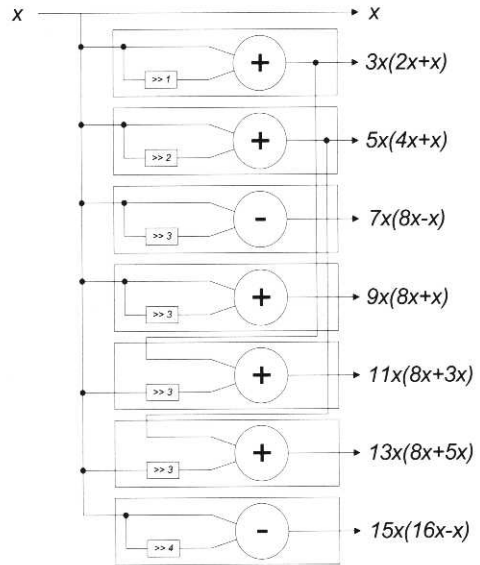 x x
+ 3x(2x+x)
>> 1
+ 5x(4x+x)
>> 2
- 7x(8x-x)
>> 3
+ 9x(8x+x)
>> 3
+ 11x(8x+3x)
>> 3
+ 13x(8x+5x)
>> 3
- 15x(16x-x)
>> 4